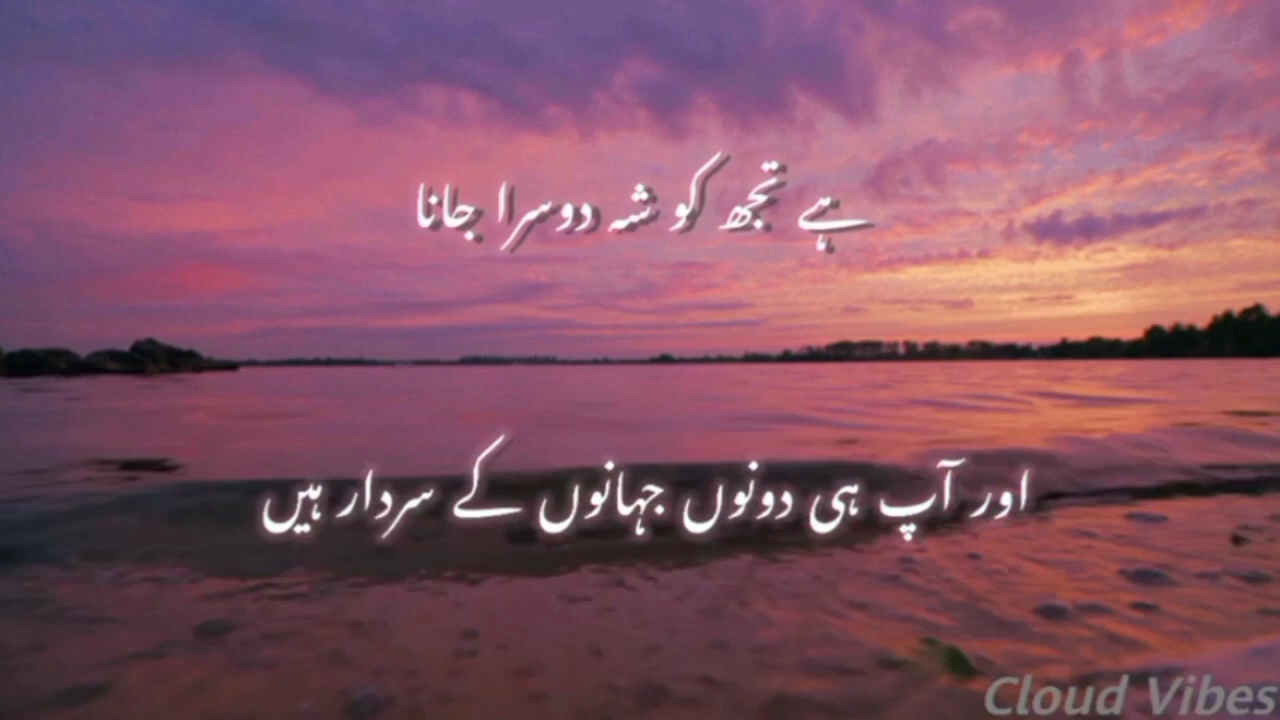 ہے تجھ کو شہ دوسرا جانا
اور آپ ہی دونوں جہانوں کے سردار ہیں
Cloud Vibes